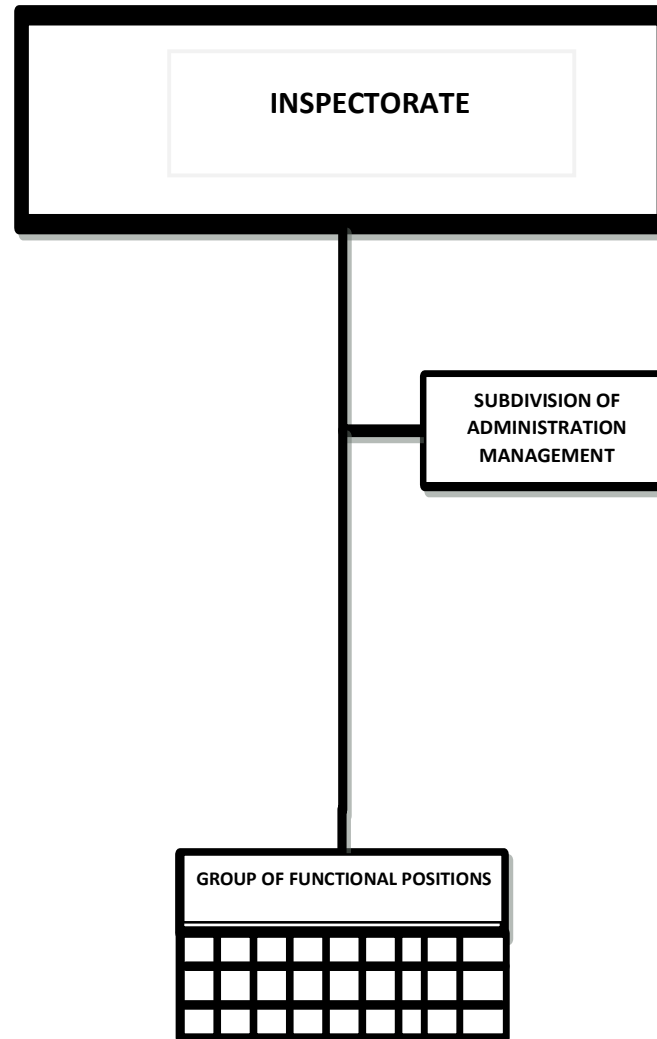 INSPECTORATE
SUBDIVISION OF
ADMINISTRATION
MANAGEMENT
GROUP OF FUNCTIONAL POSITIONS